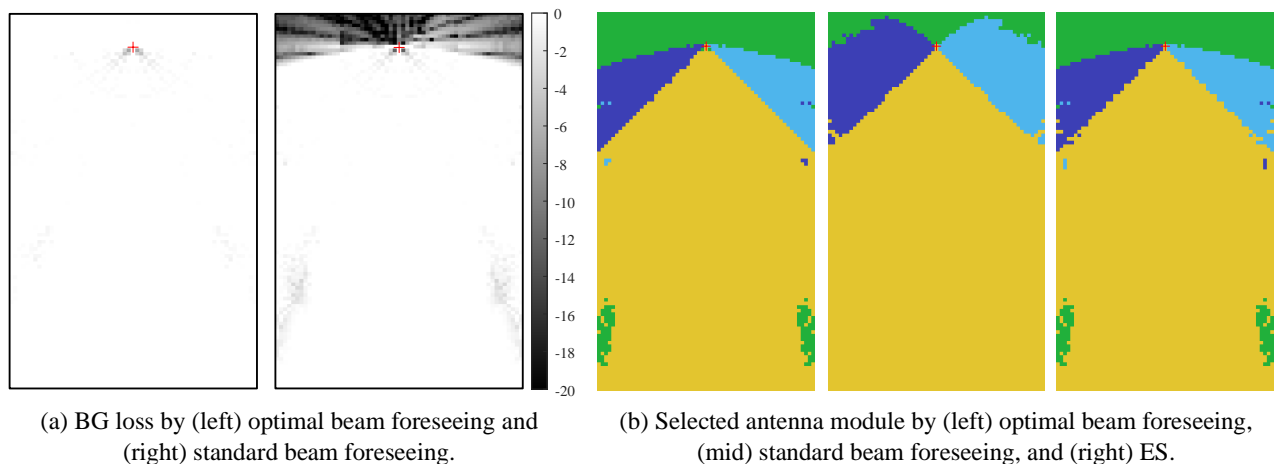 0
-2
-4
-6
-8
-10
-12
-14
-16
-18
-20
(a) BG loss by (left) optimal beam foreseeing and
(right) standard beam foreseeing.
(b) Selected antenna module by (left) optimal beam foreseeing,
(mid) standard beam foreseeing, and (right) ES.